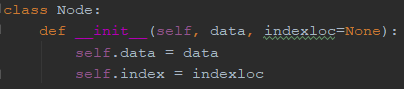 class Node:
    def __init__(self, data, indexloc=None):
        self.data = data
        self.index = indexloc